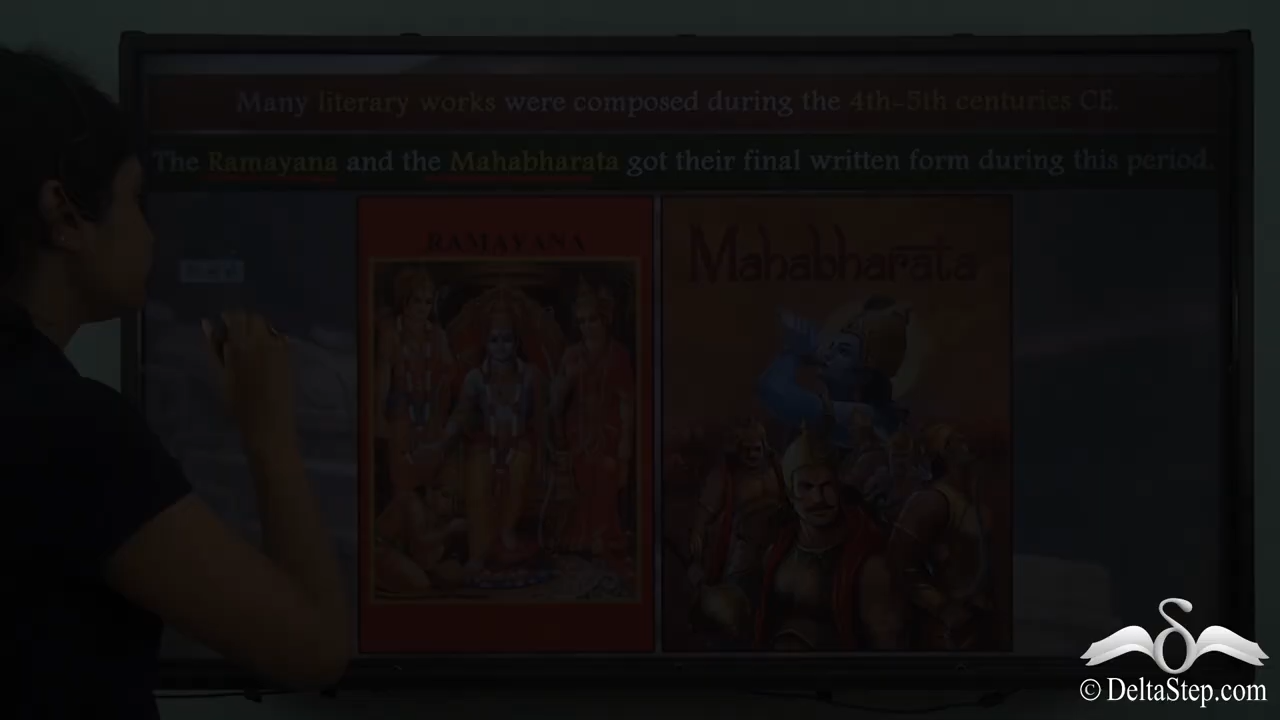 Many literary works were composed during the 4th-5th centuries CE.
The Ramayana and the Mahabharata got their final written form during this period.
RAMAYANA
Mahabharata
© DeltaStep.com